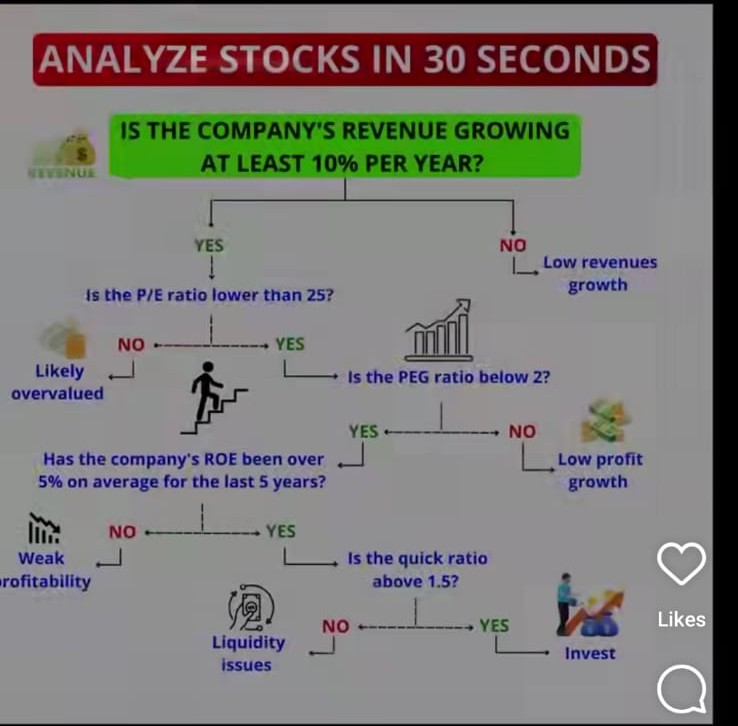 ANALYZE STOCKS IN 30 SECONDS
IS THE COMPANY'S REVENUE GROWING
AT LEAST 10% PER YEAR?
REVENUE
YES
NO
Low revenues
growth
Is the P/E ratio lower than 25?
NO
YES
Likely
overvalued
Is the PEG ratio below 2?
YES
NO
Has the company's ROE been over
5% on average for the last 5 years?
Low profit
growth
NO
YES
Weak
profitability
Is the quick ratio
above 1.5?
NO
YES
Liquidity
issues
Invest
Likes